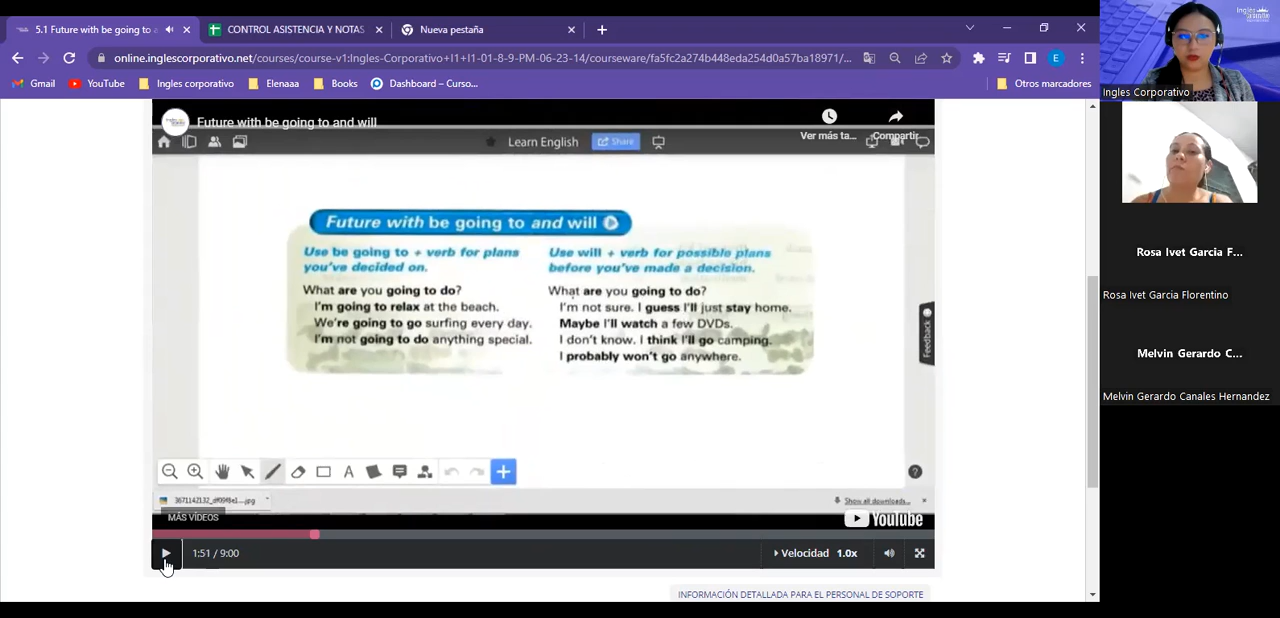 5.1 Future with be going to a
CONTROL ASISTENCIA Y NOTAS
Nueva pestaña
online.inglescorporativo.net/courses/course-v1:Ingles-Corporativo+I1+I1-01-8-9-PM-06-23-14/courseware/fa5fc2a274b448eda254d0a57ba18971/...
E
Gmail
YouTube
Ingles corporativo
Elenaaa
Books
Dashboard – Curso...
Otros marcadores
Future with be going to and will
Ver más ta...
Compartir
Learn English
Share
Future with be going to and will
Use be going to + verb for plans
you've decided on.
What are you going to do?
I'm going to relax at the beach.
We're going to go surfing every day.
I'm not going to do anything special.
Use will + verb for possible plans
before you've made a decision.
What are you going to do?
I'm not sure. I guess I'll just stay home.
Maybe I'll watch a few DVDs.
I don't know. I think I'll go camping.
I probably won't go anywhere.
Feedback
A
?
Show all downloads...
MÁS VÍDEOS
YouTube
1:51 / 9:00
Velocidad 1.0x
INFORMACIÓN DETALLADA PARA EL PERSONAL DE SOPORTE
Ingles Corporativo
Rosa Ivet Garcia F...
Rosa Ivet Garcia Florentino
Melvin Gerardo C...
Melvin Gerardo Canales Hernandez